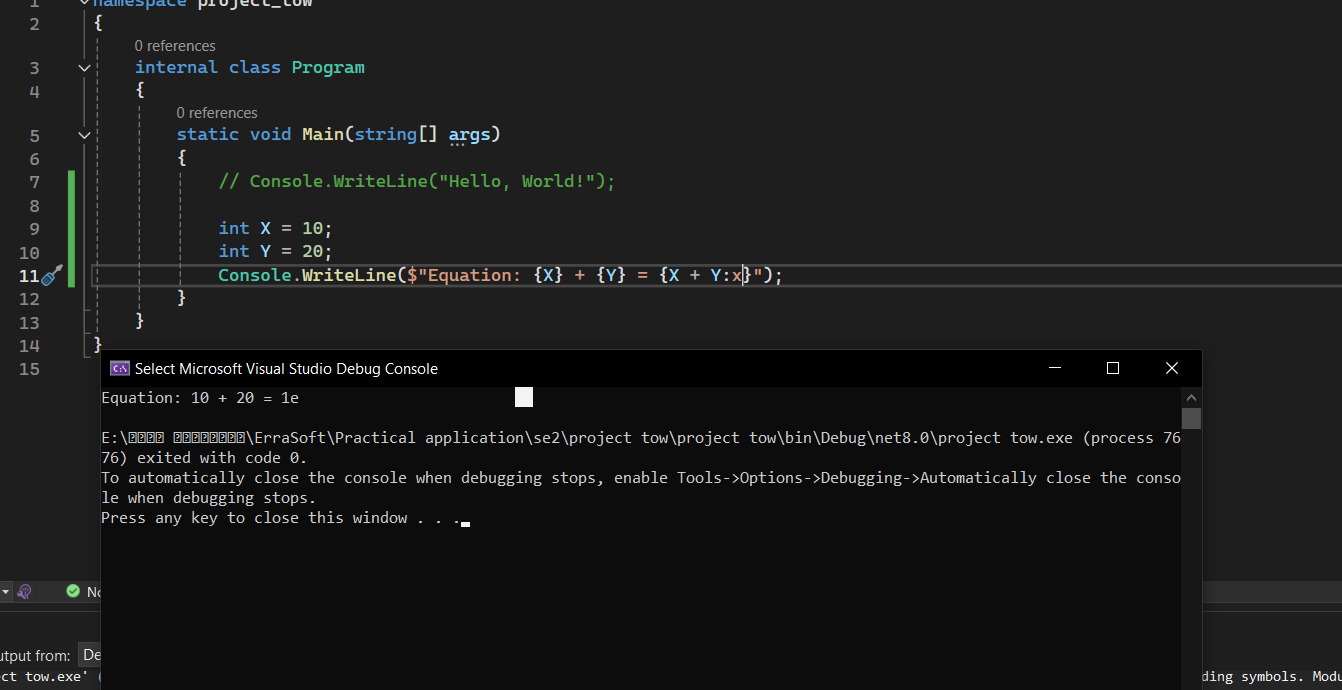 1 namespace project_tow
2 {
0 references
3 internal class Program
4 {
0 references
5 static void Main(string[] args)
6 {
7 // Console.WriteLine("Hello, World!");
8
9 int X = 10;
10 int Y = 20;
11 Console.WriteLine($"Equation: {X} + {Y} = {X + Y:x}");
12 }
13 }
14 }
15
Select Microsoft Visual Studio Debug Console
Equation: 10 + 20 = 1e
E:\ \ErraSoft\Practical application\se2\project tow\project tow\bin\Debug\net8.0\project tow.exe (process 76
76) exited with code 0.
To automatically close the console when debugging stops, enable Tools->Options->Debugging->Automatically close the conso
le when debugging stops.
Press any key to close this window . . .
No
utput from: De
ct tow.exe' ( ding symbols. Modu